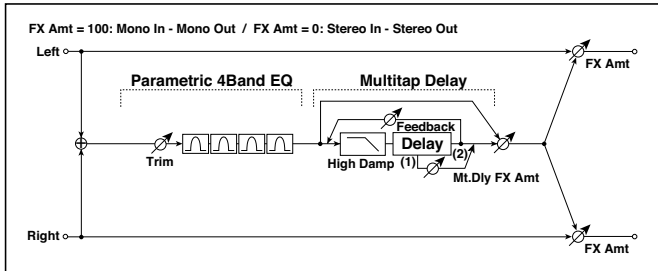 FX Amt = 100: Mono In - Mono Out / FX Amt = 0: Stereo In - Stereo Out
Left
FX Amt
Parametric 4Band EQ
Multitap Delay
Feedback
Trim
High Damp
Delay
(1)
(2)
Mt.Dly FX Amt
Right
FX Amt